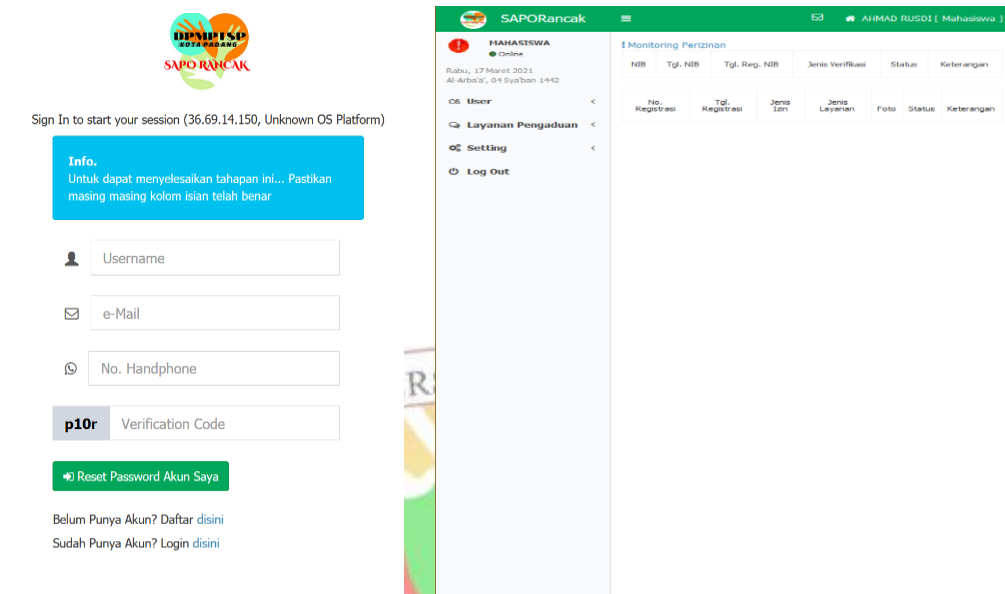 DPMPTSP
KOTA PADANG
SAPO RANCAK
Sign In to start your session (36.69.14.150, Unknown OS Platform)
Info.
Untuk dapat menyelesaikan tahapan ini... Pastikan
masing masing kolom isian telah benar
Username
e-Mail
No. Handphone
p10r Verification Code
Reset Password Akun Saya
Belum Punya Akun? Daftar disini
Sudah Punya Akun? Login disini
SAPORancak
AHMAD RUSDI [ Mahasiswa ]
MAHASISWA
Online
Rabu, 17 Maret 2021
Al-Arba'a', 04 Sya'ban 1442
User
Layanan Pengaduan
Setting
Log Out
Monitoring Perizinan
NIB Tgl. NIB Tgl. Reg. NIB Jenis Verifikasi Status Keterangan
No. Registrasi Tgl. Registrasi Jenis Izin Jenis Layanan Foto Status Keterangan